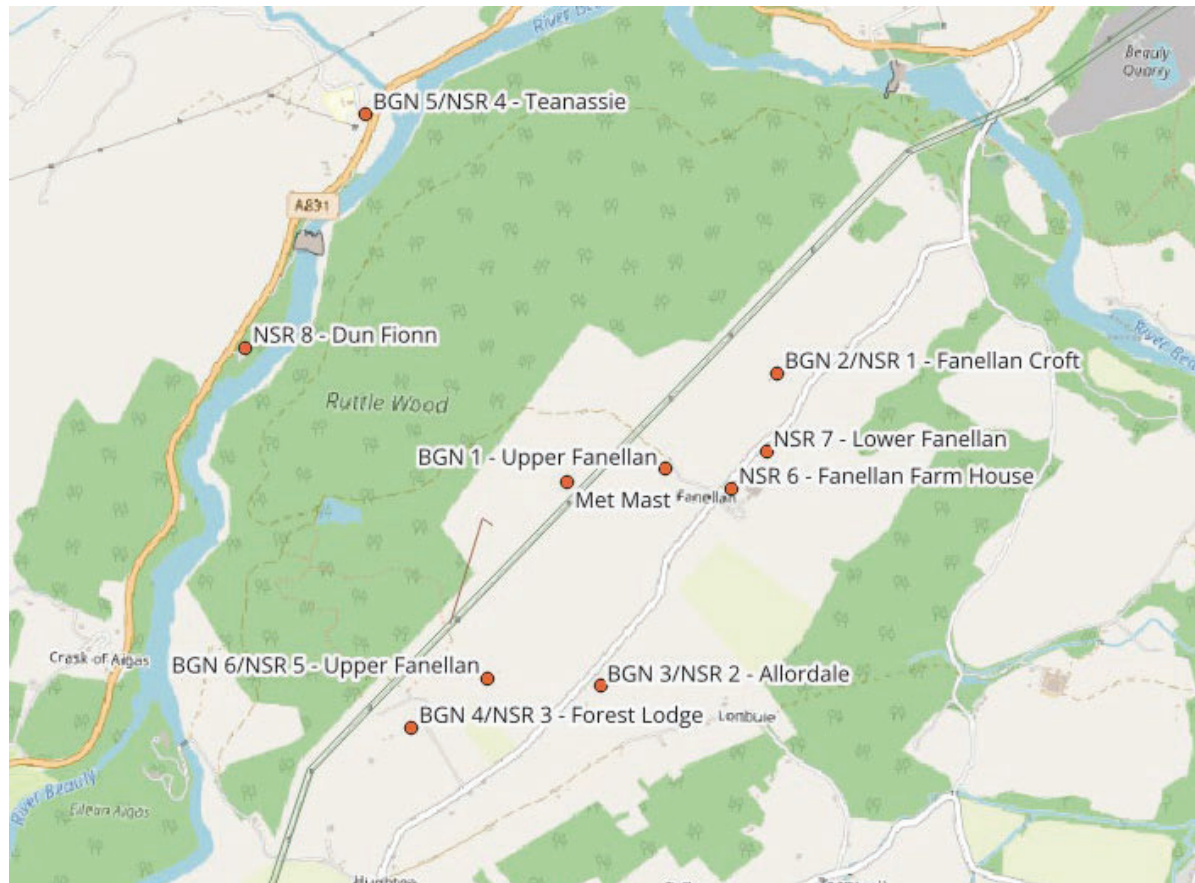 River Be
Beauly
Quarry
BGN 5/NSR 4 - Teanassie
A831
NSR 8 - Dun Fionn
River Bea
BGN 2/NSR 1 - Fanellan Croft
Ruttle Wood
NSR 7 - Lower Fanellan
BGN 1 - Upper Fanellan
NSR 6 - Fanellan Farm House
Met Mast
Fanellan
Crask of Aigas
BGN 6/NSR 5 - Upper Fanellan
BGN 3/NSR 2 - Allordale
BGN 4/NSR 3 - Forest Lodge
Lonbuie
River Beauly
Eilean Aigas